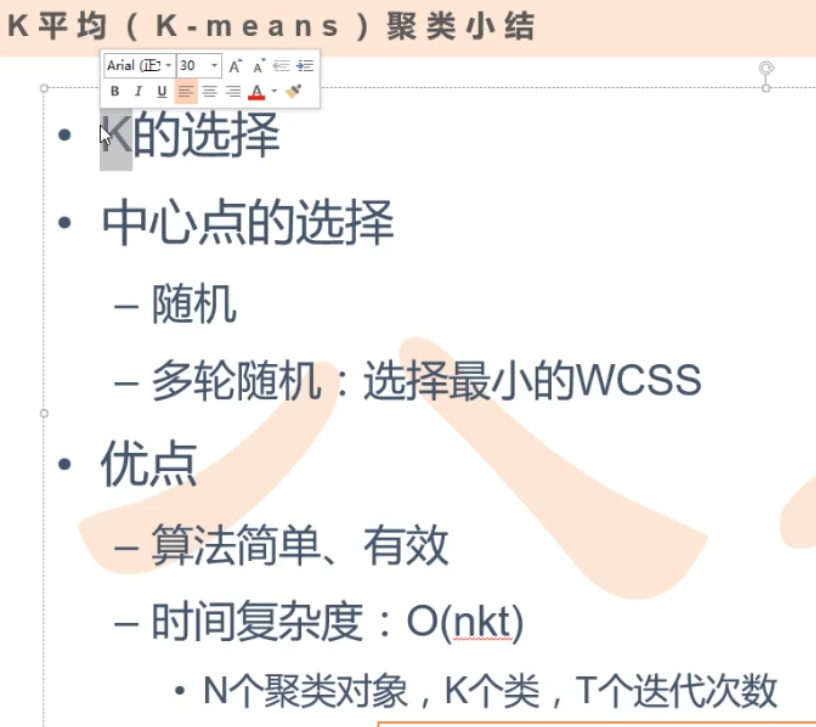 K平均（K-means）聚类小结
Arial (正文 30 A A
B I U A
• K的选择
• 中心点的选择
– 随机
– 多轮随机：选择最小的WCSS
• 优点
– 算法简单、有效
– 时间复杂度：O(nkt)
• N个聚类对象，K个类，T个迭代次数